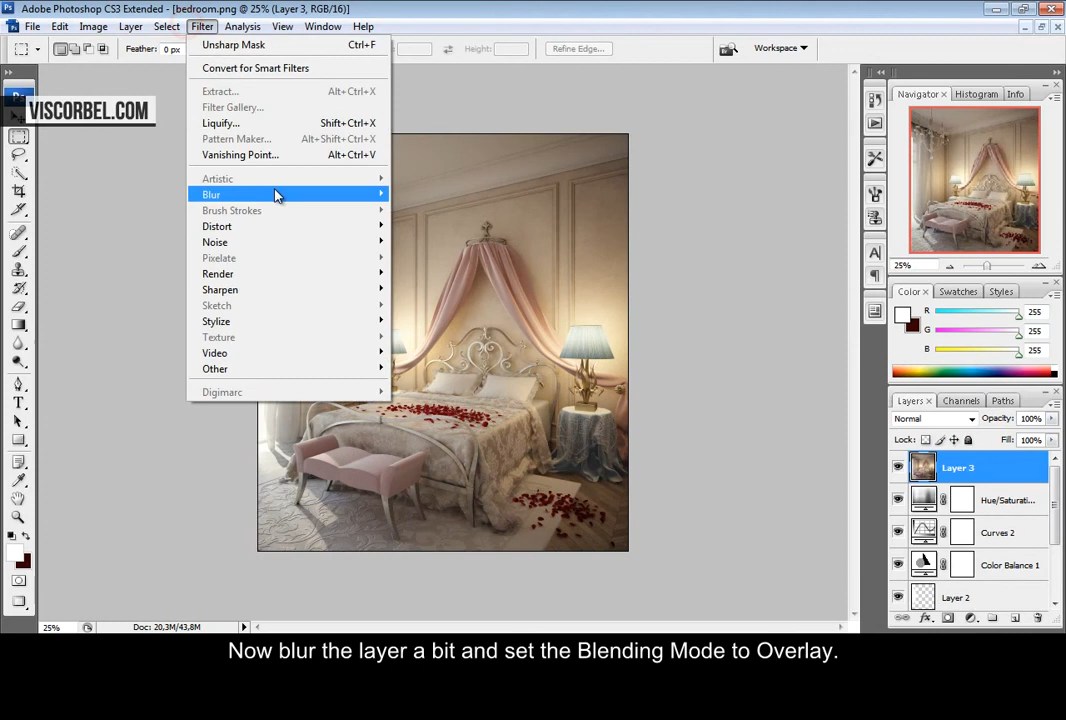 Adobe Photoshop CS3 Extended - [bedroom.png @ 25% (Layer 3, RGB/16)]
File Edit Image Layer Select Filter Analysis View Window Help
Feather: 0 px Height: Refine Edge... Workspace
VISCORBEL.COM
Unsharp Mask Ctrl+F
Convert for Smart Filters
Extract... Alt+Ctrl+X
Filter Gallery...
Liquify... Shift+Ctrl+X
Pattern Maker... Alt+Shift+Ctrl+X
Vanishing Point... Alt+Ctrl+V
Artistic
Blur
Brush Strokes
Distort
Noise
Pixelate
Render
Sharpen
Sketch
Stylize
Texture
Video
Other
Digimarc
Navigator Histogram Info
25%
Color Swatches Styles
R 255
G 255
B 255
Layers Channels Paths
Normal Opacity: 100%
Lock: Fill: 100%
Layer 3
Hue/Saturati...
Curves 2
Color Balance 1
Layer 2
25% Doc: 20,3M/43,8M
Now blur the layer a bit and set the Blending Mode to Overlay.